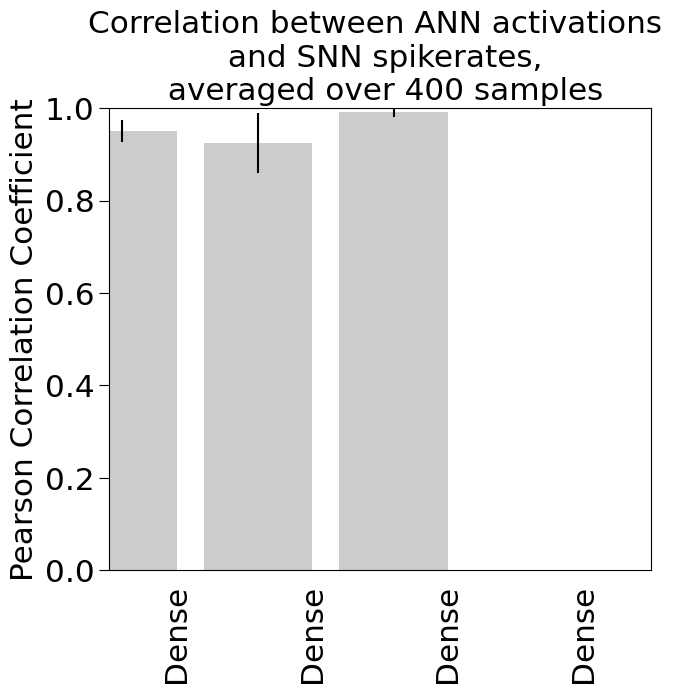 Correlation between ANN activations
and SNN spikerates,
averaged over 400 samples
Pearson Correlation Coefficient
1.0
0.8
0.6
0.4
0.2
0.0
Dense
Dense
Dense
Dense